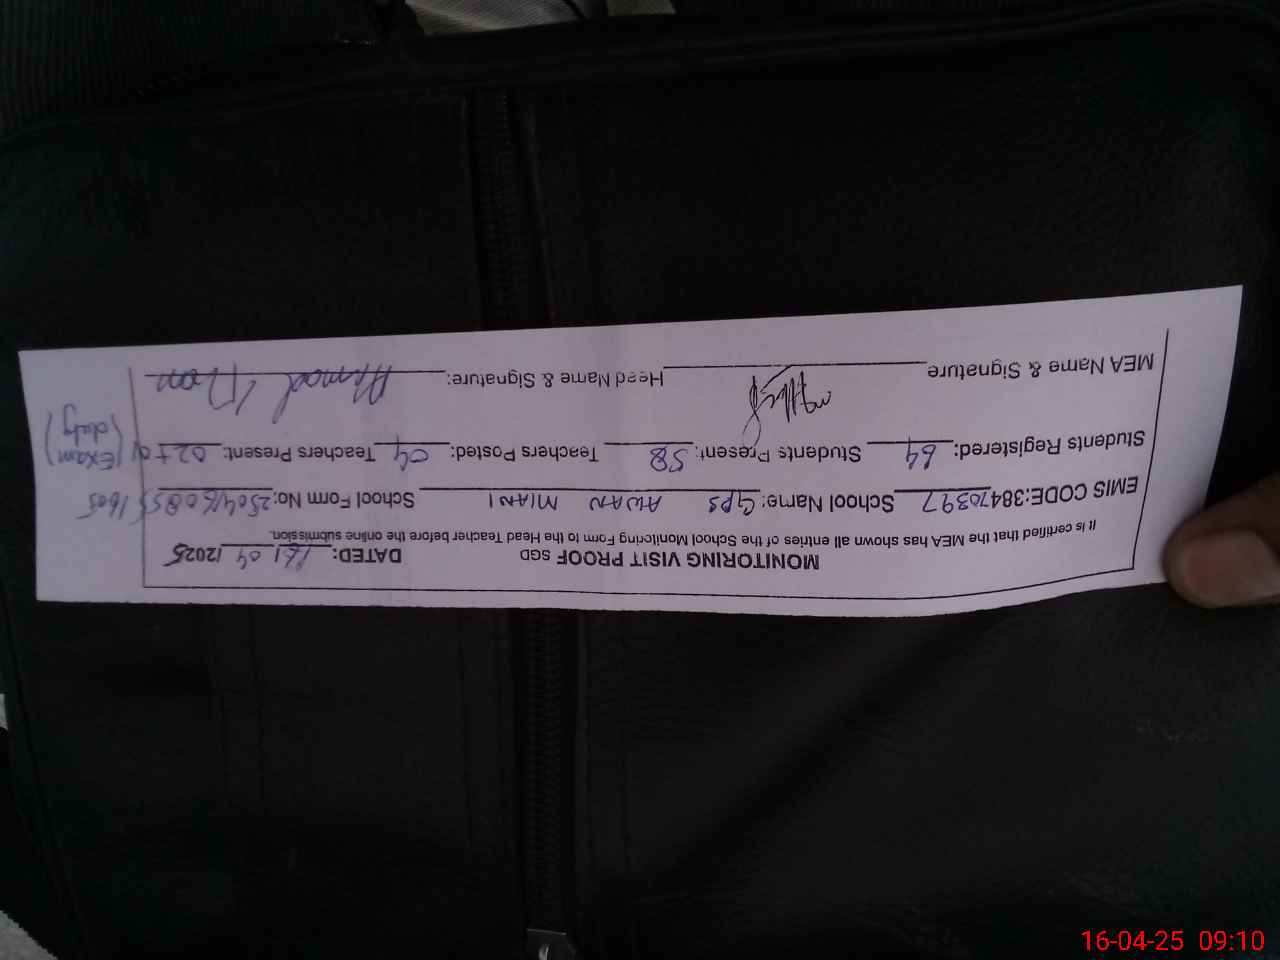 MONITORING VISIT PROOF SGD DATED: 16/04/2025
It is certified that the MEA has shown all entries of the School Monitoring Form to the Head Teacher before the online submission.
EMIS CODE:38470397 School Name: GPS AWAN MIANI School Form No: 1605
Students Registered: 64 Students Present: 58 Teachers Posted: 04 Teachers Present: 02+ (Exam duty)
MEA Name & Signature Head Name & Signature: Ahmad
16-04-25 09:10